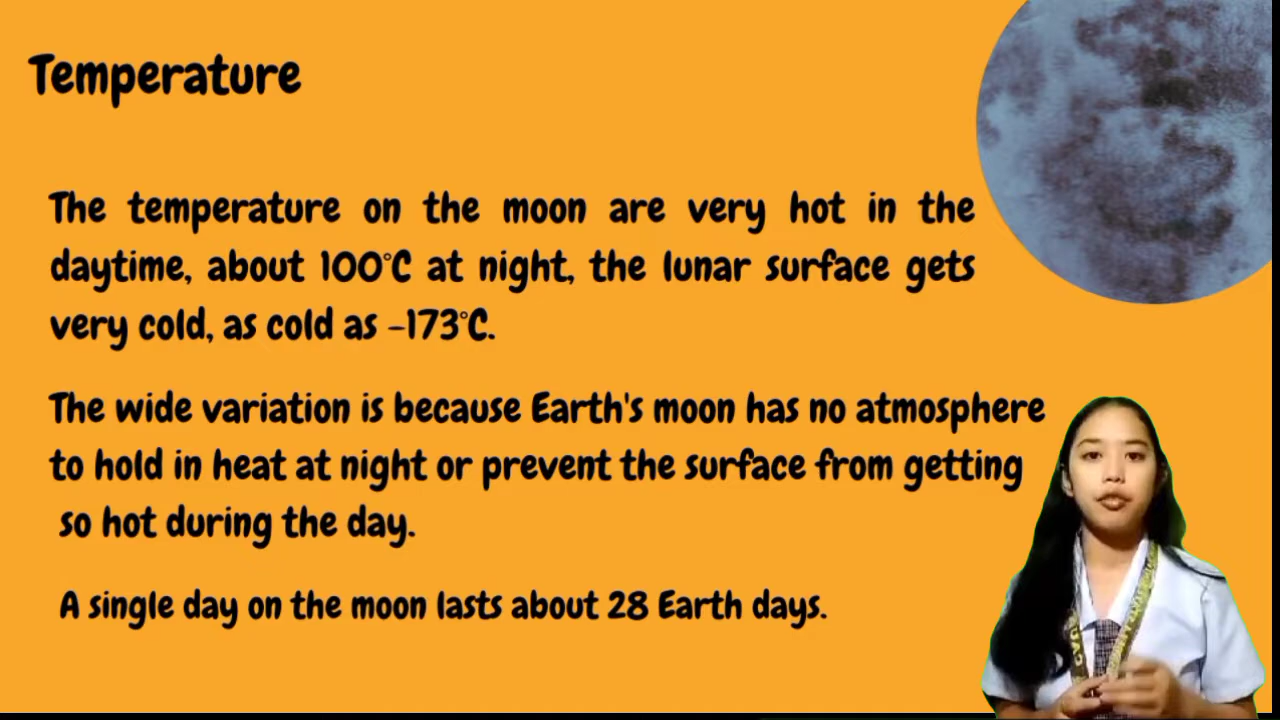 Temperature
The temperature on the moon are very hot in the
daytime, about 100°C at night, the lunar surface gets
very cold, as cold as -173°C.
The wide variation is because Earth's moon has no atmosphere
to hold in heat at night or prevent the surface from getting
so hot during the day.
A single day on the moon lasts about 28 Earth days.